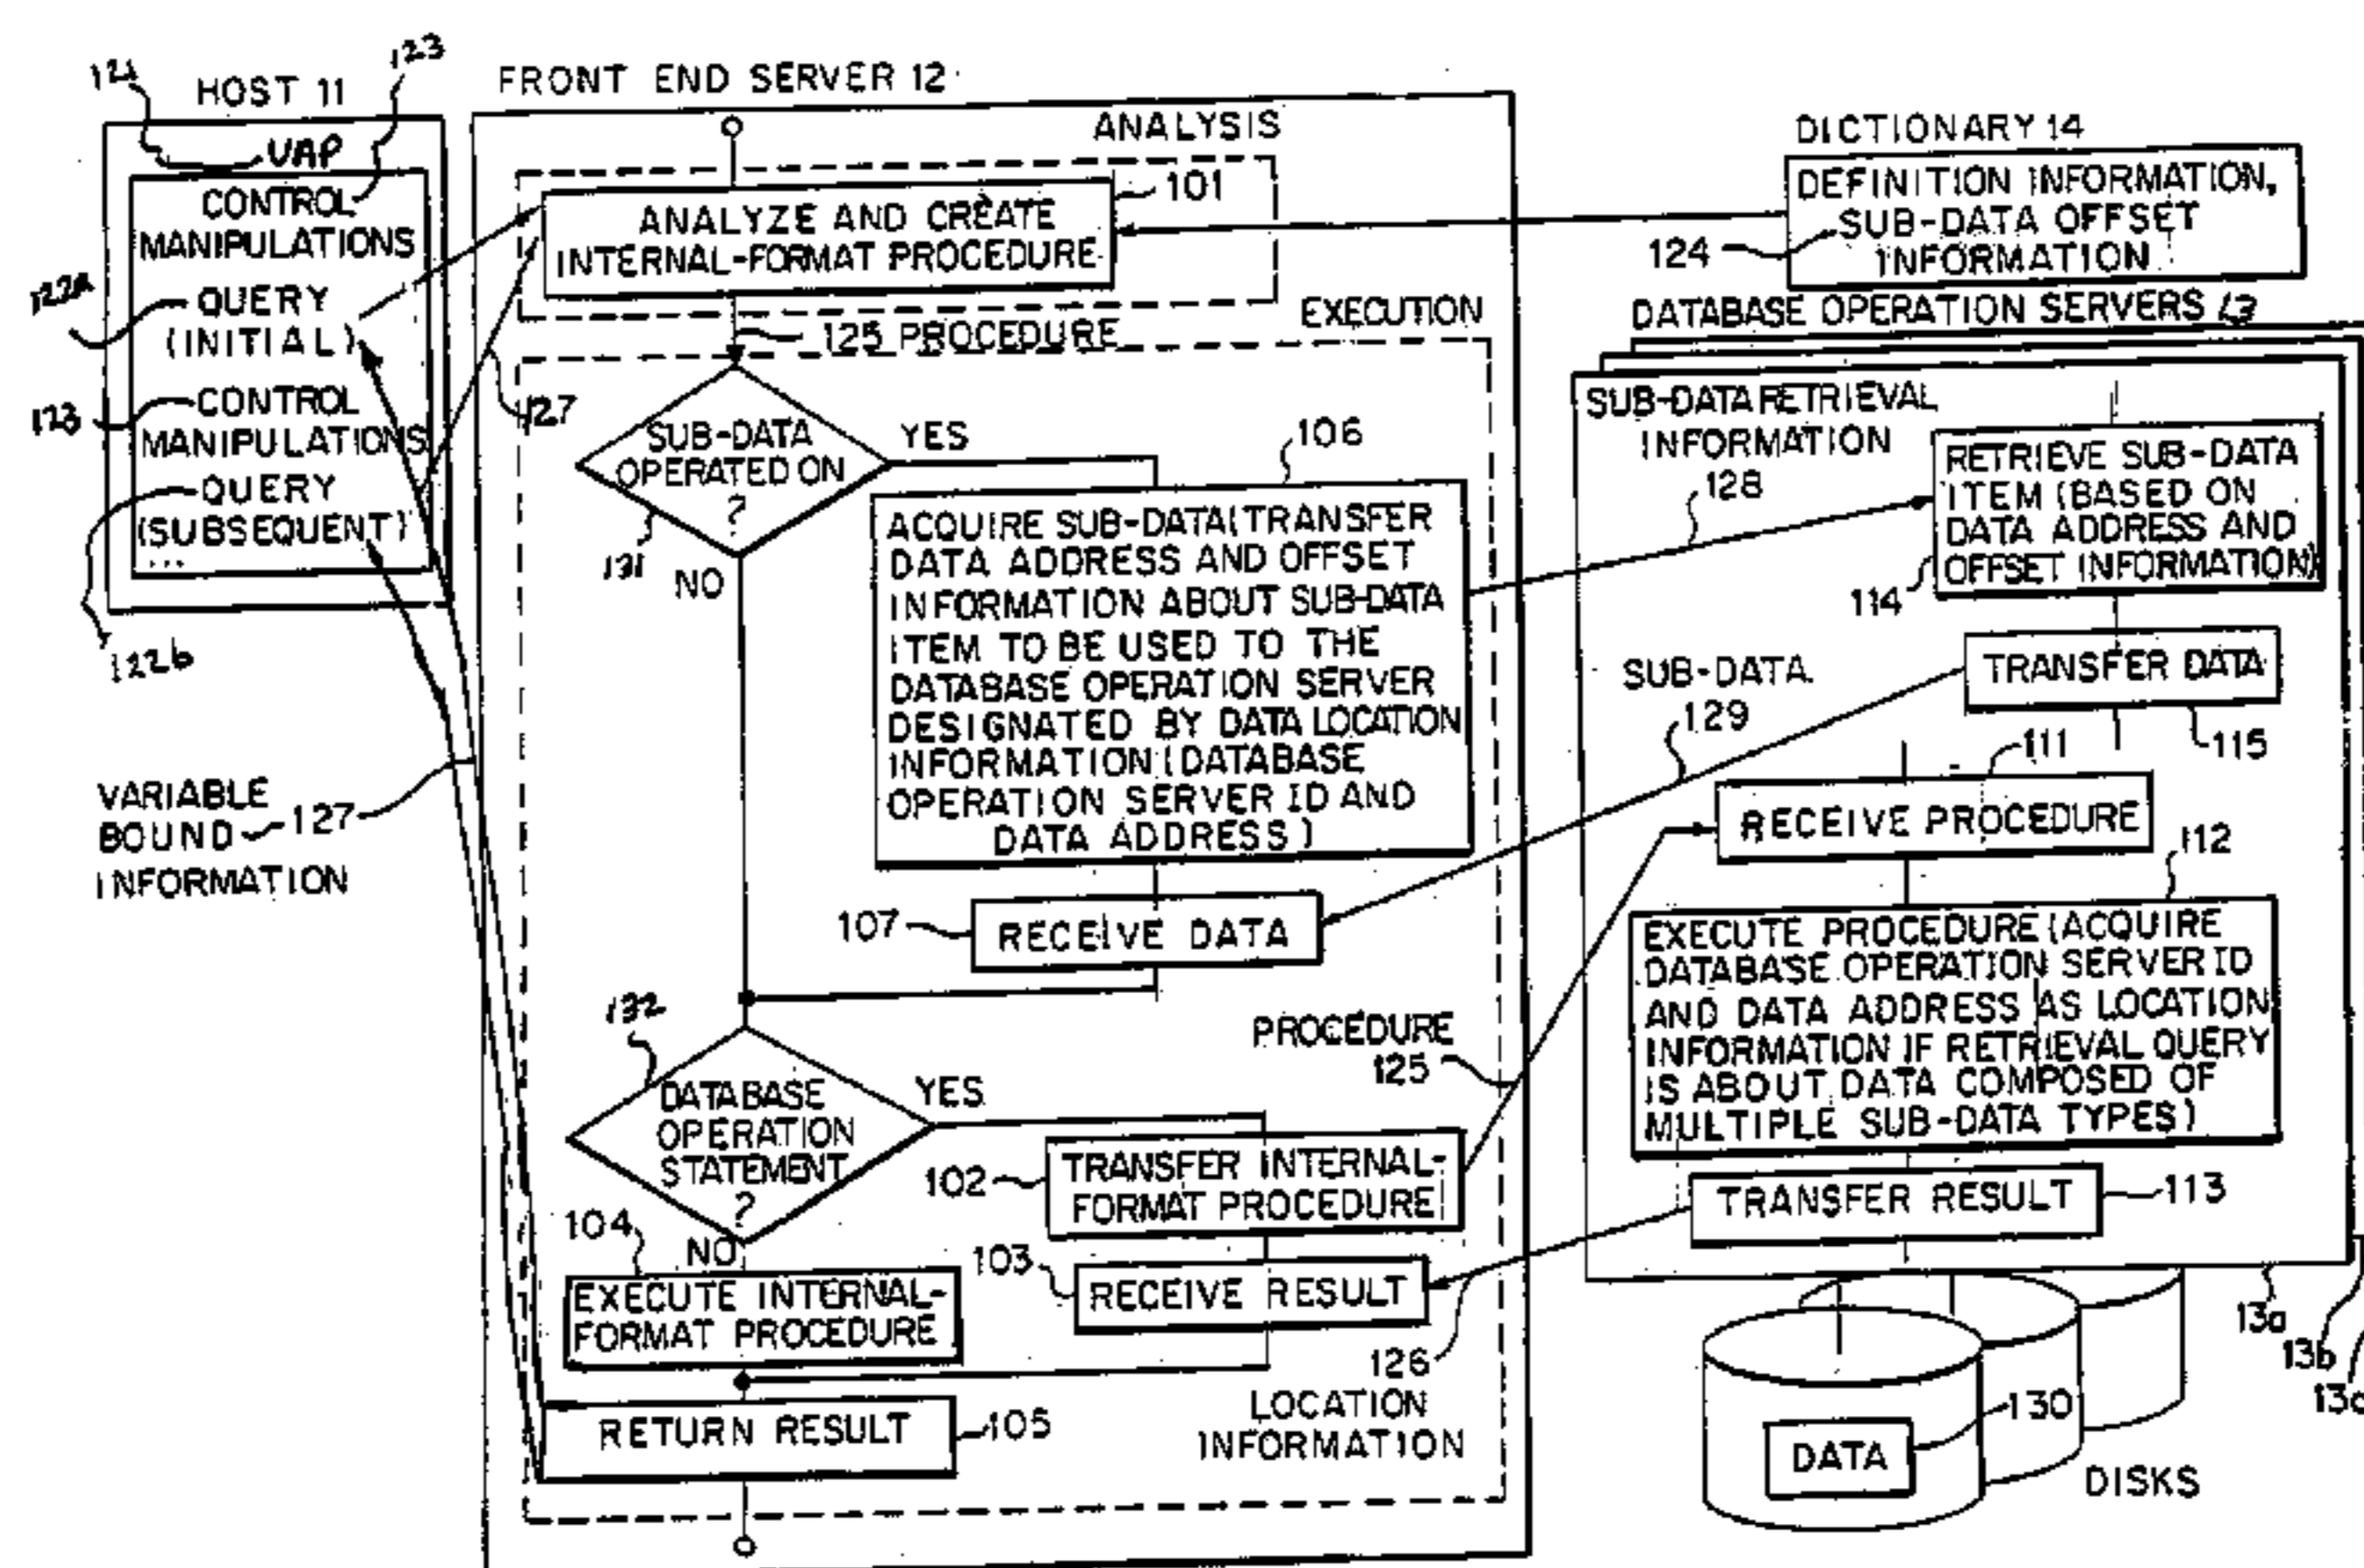 121
HOST 11
123
UAP
CONTROL
MANIPULATIONS
122a
QUERY
(INITIAL)
123
CONTROL
MANIPULATIONS
QUERY
(SUBSEQUENT)
...
122b
VARIABLE
BOUND
INFORMATION
127
FRONT END SERVER 12
ANALYSIS
101
ANALYZE AND CREATE
INTERNAL-FORMAT PROCEDURE
125 PROCEDURE
EXECUTION
127
SUB-DATA
OPERATED ON
?
131
YES
NO
106
ACQUIRE SUB-DATA(TRANSFER
DATA ADDRESS AND OFFSET
INFORMATION ABOUT SUB-DATA
ITEM TO BE USED TO THE
DATABASE OPERATION SERVER
DESIGNATED BY DATA LOCATION
INFORMATION(DATABASE
OPERATION SERVER ID AND
DATA ADDRESS)
107
RECEIVE DATA
132
DATABASE
OPERATION
STATEMENT
?
YES
NO
PROCEDURE
125
102
TRANSFER INTERNAL-
FORMAT PROCEDURE
104
EXECUTE INTERNAL-
FORMAT PROCEDURE
103
RECEIVE RESULT
126
LOCATION
INFORMATION
RETURN RESULT
105
DICTIONARY 14
DEFINITION INFORMATION,
SUB-DATA OFFSET
INFORMATION
124
DATABASE OPERATION SERVERS 13
SUB-DATA RETRIEVAL
INFORMATION
128
RETRIEVE SUB-DATA
ITEM (BASED ON
DATA ADDRESS AND
OFFSET INFORMATION)
114
SUB-DATA
129
TRANSFER DATA
115
111
RECEIVE PROCEDURE
112
EXECUTE PROCEDURE (ACQUIRE
DATABASE OPERATION SERVER ID
AND DATA ADDRESS AS LOCATION
INFORMATION IF RETRIEVAL QUERY
IS ABOUT DATA COMPOSED OF
MULTIPLE SUB-DATA TYPES)
TRANSFER RESULT
113
13a
13b
130
DATA
DISKS